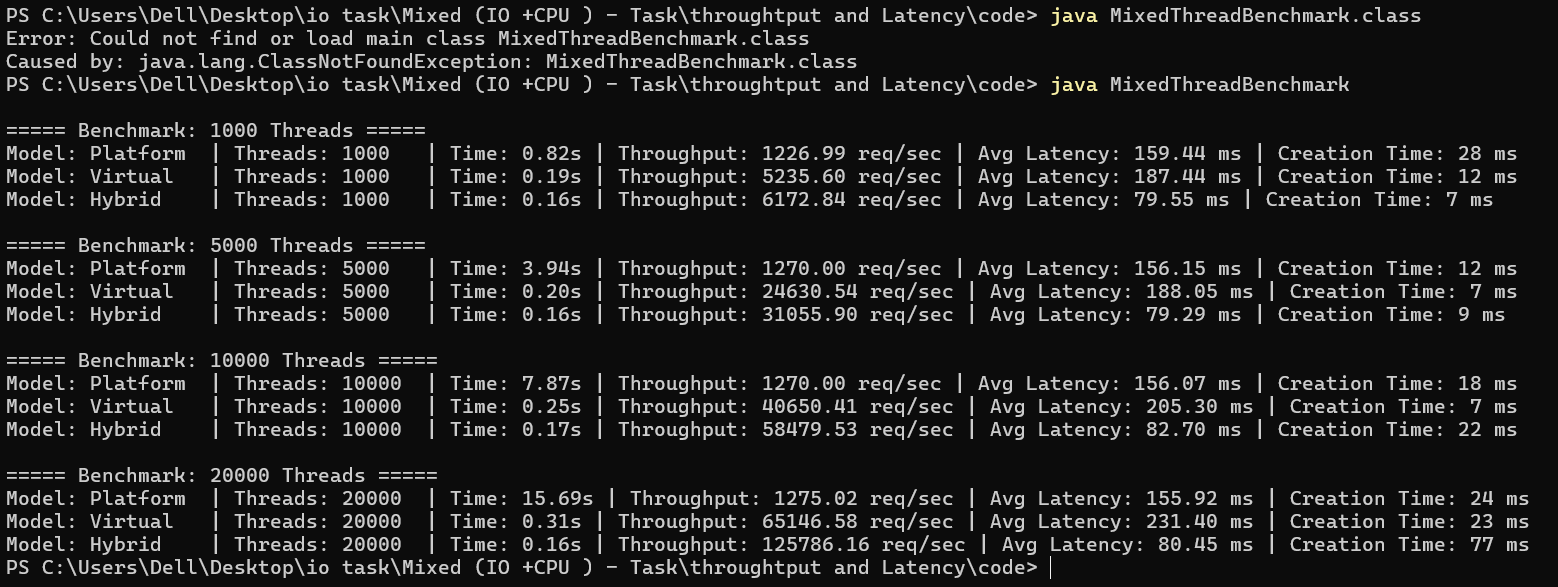 PS C:\Users\Dell\Desktop\io task\Mixed (IO +CPU ) - Task\throughtput and Latency\code> java MixedThreadBenchmark.class
Error: Could not find or load main class MixedThreadBenchmark.class
Caused by: java.lang.ClassNotFoundException: MixedThreadBenchmark.class
PS C:\Users\Dell\Desktop\io task\Mixed (IO +CPU ) - Task\throughtput and Latency\code> java MixedThreadBenchmark
===== Benchmark: 1000 Threads =====
Model: Platform  | Threads: 1000   | Time: 0.82s | Throughput: 1226.99 req/sec | Avg Latency: 159.44 ms | Creation Time: 28 ms
Model: Virtual   | Threads: 1000   | Time: 0.19s | Throughput: 5235.60 req/sec | Avg Latency: 187.44 ms | Creation Time: 12 ms
Model: Hybrid    | Threads: 1000   | Time: 0.16s | Throughput: 6172.84 req/sec | Avg Latency: 79.55 ms | Creation Time: 7 ms
===== Benchmark: 5000 Threads =====
Model: Platform  | Threads: 5000   | Time: 3.94s | Throughput: 1270.00 req/sec | Avg Latency: 156.15 ms | Creation Time: 12 ms
Model: Virtual   | Threads: 5000   | Time: 0.20s | Throughput: 24630.54 req/sec | Avg Latency: 188.05 ms | Creation Time: 7 ms
Model: Hybrid    | Threads: 5000   | Time: 0.16s | Throughput: 31055.90 req/sec | Avg Latency: 79.29 ms | Creation Time: 9 ms
===== Benchmark: 10000 Threads =====
Model: Platform  | Threads: 10000  | Time: 7.87s | Throughput: 1270.00 req/sec | Avg Latency: 156.07 ms | Creation Time: 18 ms
Model: Virtual   | Threads: 10000  | Time: 0.25s | Throughput: 40650.41 req/sec | Avg Latency: 205.30 ms | Creation Time: 7 ms
Model: Hybrid    | Threads: 10000  | Time: 0.17s | Throughput: 58479.53 req/sec | Avg Latency: 82.70 ms | Creation Time: 22 ms
===== Benchmark: 20000 Threads =====
Model: Platform  | Threads: 20000  | Time: 15.69s | Throughput: 1275.02 req/sec | Avg Latency: 155.92 ms | Creation Time: 24 ms
Model: Virtual   | Threads: 20000  | Time: 0.31s | Throughput: 65146.58 req/sec | Avg Latency: 231.40 ms | Creation Time: 23 ms
Model: Hybrid    | Threads: 20000  | Time: 0.16s | Throughput: 125786.16 req/sec | Avg Latency: 80.45 ms | Creation Time: 77 ms
PS C:\Users\Dell\Desktop\io task\Mixed (IO +CPU ) - Task\throughtput and Latency\code>